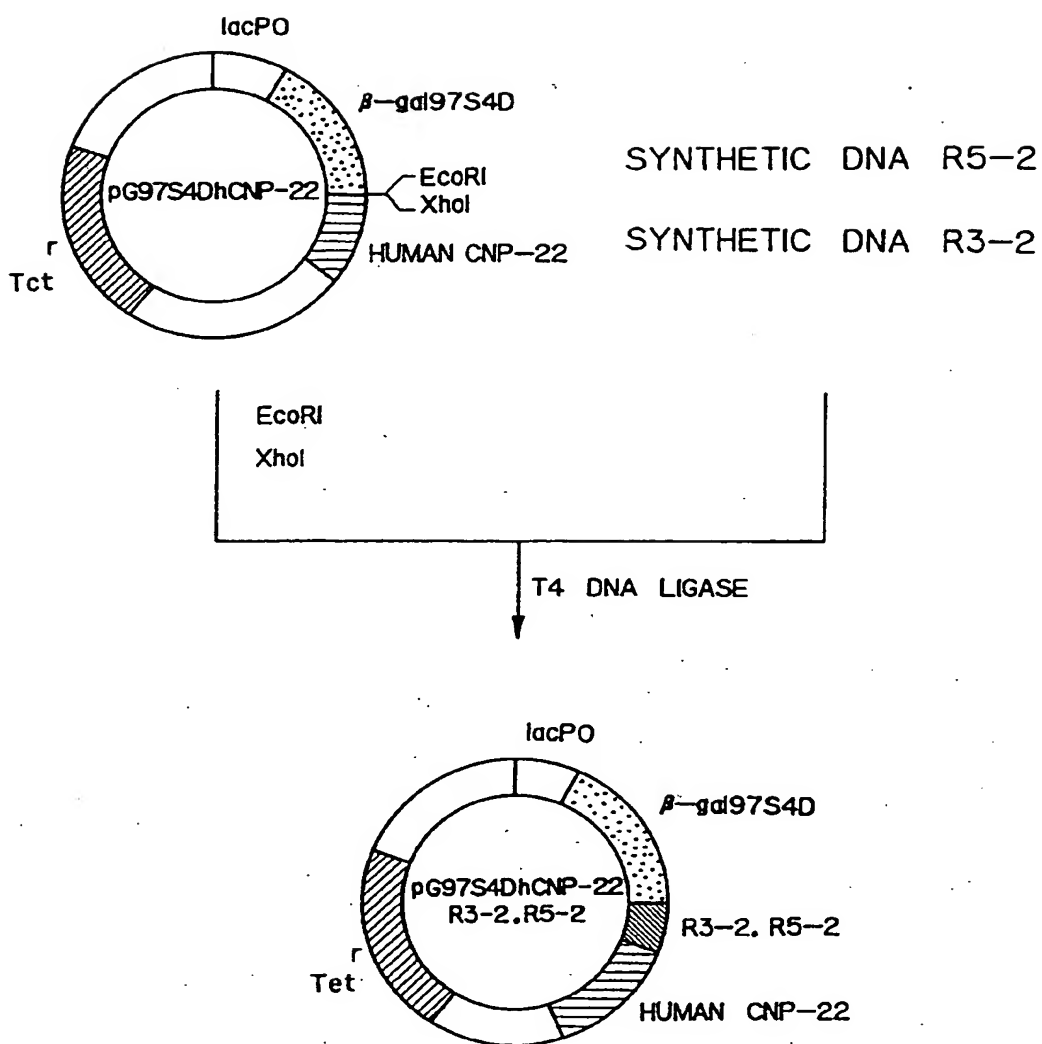 lacPO
β-gal97S4D
pG97S4DhCNP-22
EcoRI
XhoI
HUMAN CNP-22
r
Tct
SYNTHETIC DNA R5-2
SYNTHETIC DNA R3-2
EcoRI
XhoI
T4 DNA LIGASE
lacPO
β-gal97S4D
pG97S4DhCNP-22
R3-2.R5-2
R3-2. R5-2
r
Tet
HUMAN CNP-22